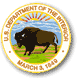 U.S. DEPARTMENT OF THE INTERIOR
MARCH 3, 1849